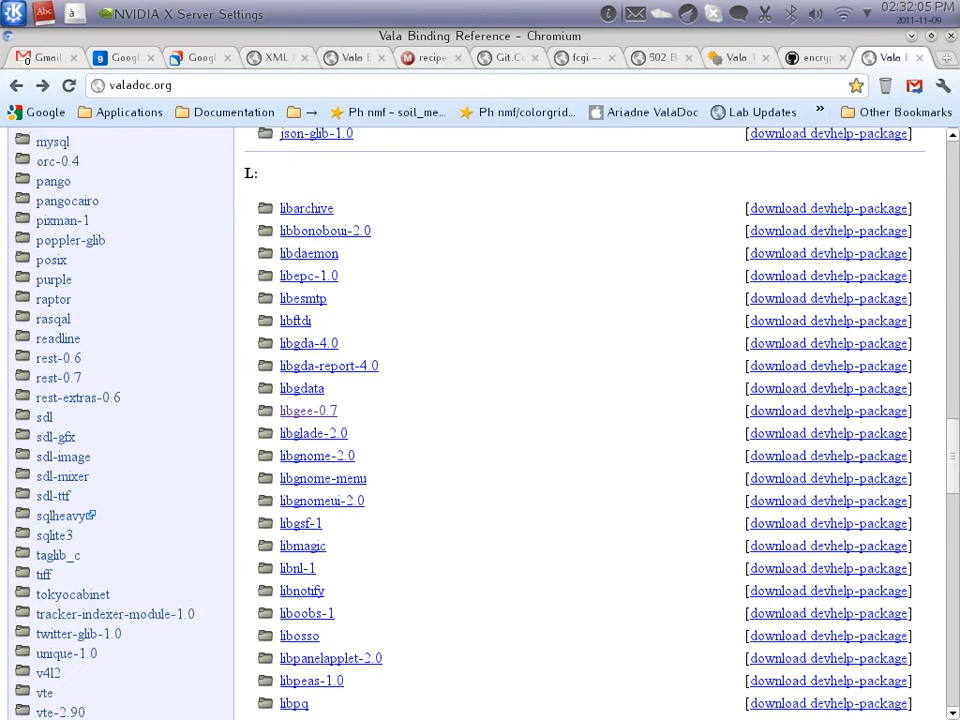 Abc à NVIDIA X Server Settings 02:32:05 PM
2011-11-09
Vala Binding Reference - Chromium
Gmail Googl Googl XML Vala E recipe Git.Cc fcgi -- 502 B Vala T encryp Vala E
valadoc.org
Google Applications Documentation → Ph nmf/ - soil_me... Ph nmf/colorgrid... Ariadne ValaDoc Lab Updates » Other Bookmarks
mysql
orc-0.4
pango
pangocairo
pixman-1
poppler-glib
posix
purple
raptor
rasqal
readline
rest-0.6
rest-0.7
rest-extras-0.6
sdl
sdl-gfx
sdl-image
sdl-mixer
sdl-ttf
sqlheavy
sqlite3
taglib_c
tiff
tokyocabinet
tracker-indexer-module-1.0
twitter-glib-1.0
unique-1.0
v4l2
vte
vte-2.90
json-glib-1.0 [download devhelp-package]
L:
libarchive [download devhelp-package]
libbonoboui-2.0 [download devhelp-package]
libdaemon [download devhelp-package]
libepc-1.0 [download devhelp-package]
libesmtp [download devhelp-package]
libftdi [download devhelp-package]
libgda-4.0 [download devhelp-package]
libgda-report-4.0 [download devhelp-package]
libgdata [download devhelp-package]
libgee-0.7 [download devhelp-package]
libglade-2.0 [download devhelp-package]
libgnome-2.0 [download devhelp-package]
libgnome-menu [download devhelp-package]
libgnomeui-2.0 [download devhelp-package]
libgsf-1 [download devhelp-package]
libmagic [download devhelp-package]
libnl-1 [download devhelp-package]
libnotify [download devhelp-package]
liboobs-1 [download devhelp-package]
libosso [download devhelp-package]
libpanelapplet-2.0 [download devhelp-package]
libpeas-1.0 [download devhelp-package]
libpq [download devhelp-package]